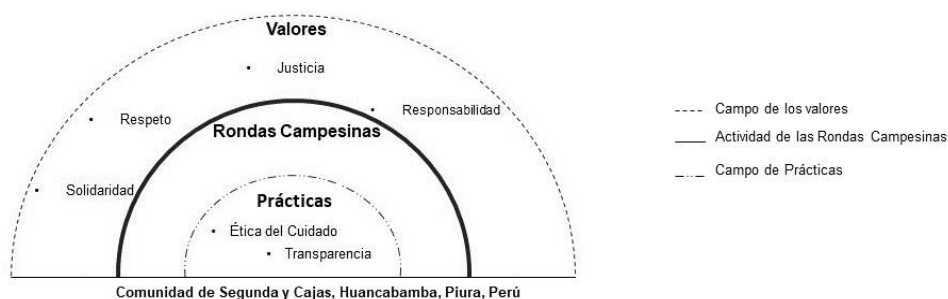 Valores
• Justicia
• Respeto
• Responsabilidad
Rondas Campesinas
• Solidaridad
Prácticas
• Ética del Cuidado
• Transparencia
Comunidad de Segunda y Cajas, Huancabamba, Piura, Perú
Campo de los valores
Actividad de las Rondas Campesinas
Campo de Prácticas